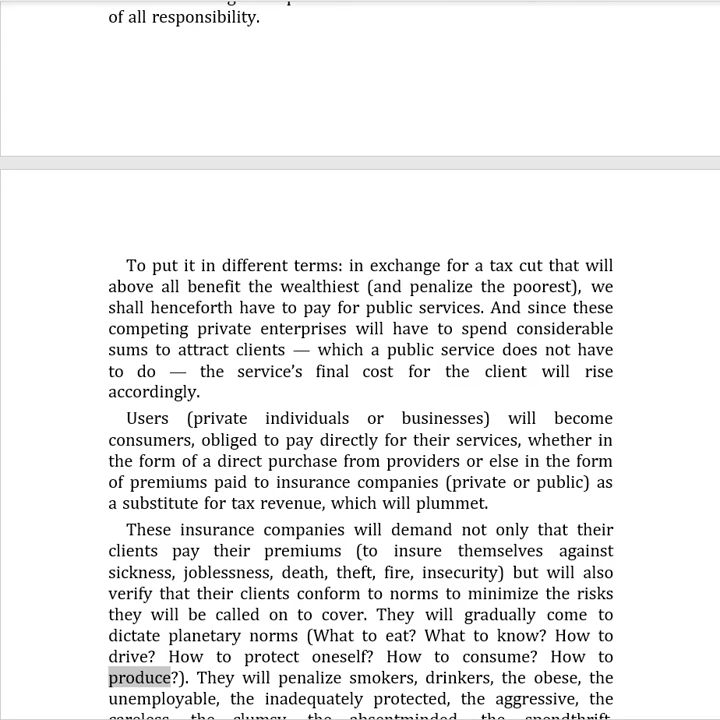 of all responsibility.
To put it in different terms: in exchange for a tax cut that will
above all benefit the wealthiest (and penalize the poorest), we
shall henceforth have to pay for public services. And since these
competing private enterprises will have to spend considerable
sums to attract clients — which a public service does not have
to do — the service’s final cost for the client will rise
accordingly.
Users (private individuals or businesses) will become
consumers, obliged to pay directly for their services, whether in
the form of a direct purchase from providers or else in the form
of premiums paid to insurance companies (private or public) as
a substitute for tax revenue, which will plummet.
These insurance companies will demand not only that their
clients pay their premiums (to insure themselves against
sickness, joblessness, death, theft, fire, insecurity) but will also
verify that their clients conform to norms to minimize the risks
they will be called on to cover. They will gradually come to
dictate planetary norms (What to eat? What to know? How to
drive? How to protect oneself? How to consume? How to
produce?). They will penalize smokers, drinkers, the obese, the
unemployable, the inadequately protected, the aggressive, the
careless, the clumsy, the absentminded, the spendthrift.